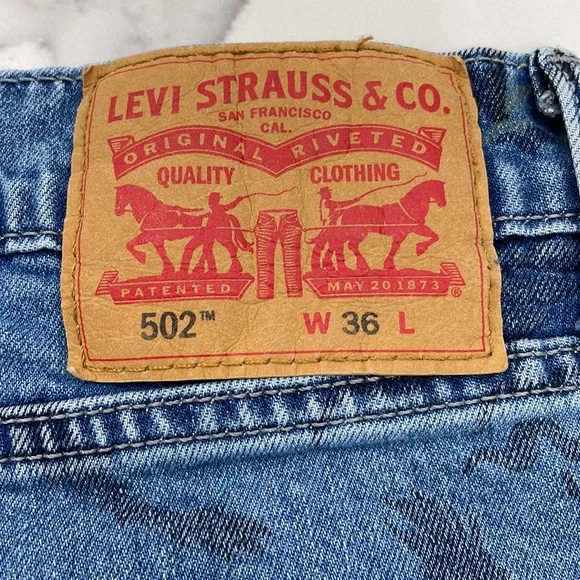 LEVI STRAUSS & CO.
SAN FRANCISCO
CAL.
ORIGINAL RIVETED
QUALITY CLOTHING
PATENTED MAY 20 1873 ®
502™ W 36 L